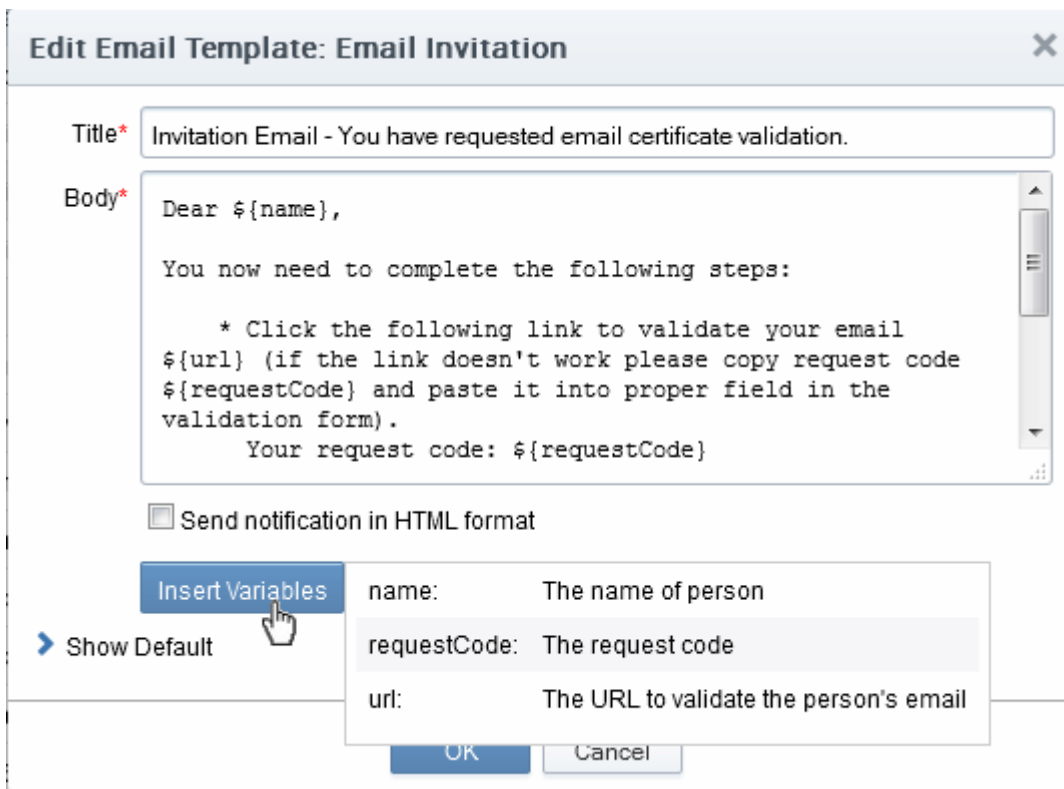 Edit Email Template: Email Invitation
Title* Invitation Email - You have requested email certificate validation.
Body* Dear ${name},
You now need to complete the following steps:
* Click the following link to validate your email
${url} (if the link doesn't work please copy request code
${requestCode} and paste it into proper field in the
validation form).
Your request code: ${requestCode}
Send notification in HTML format
Insert Variables
name: The name of person
requestCode: The request code
url: The URL to validate the person's email
Show Default
OK Cancel